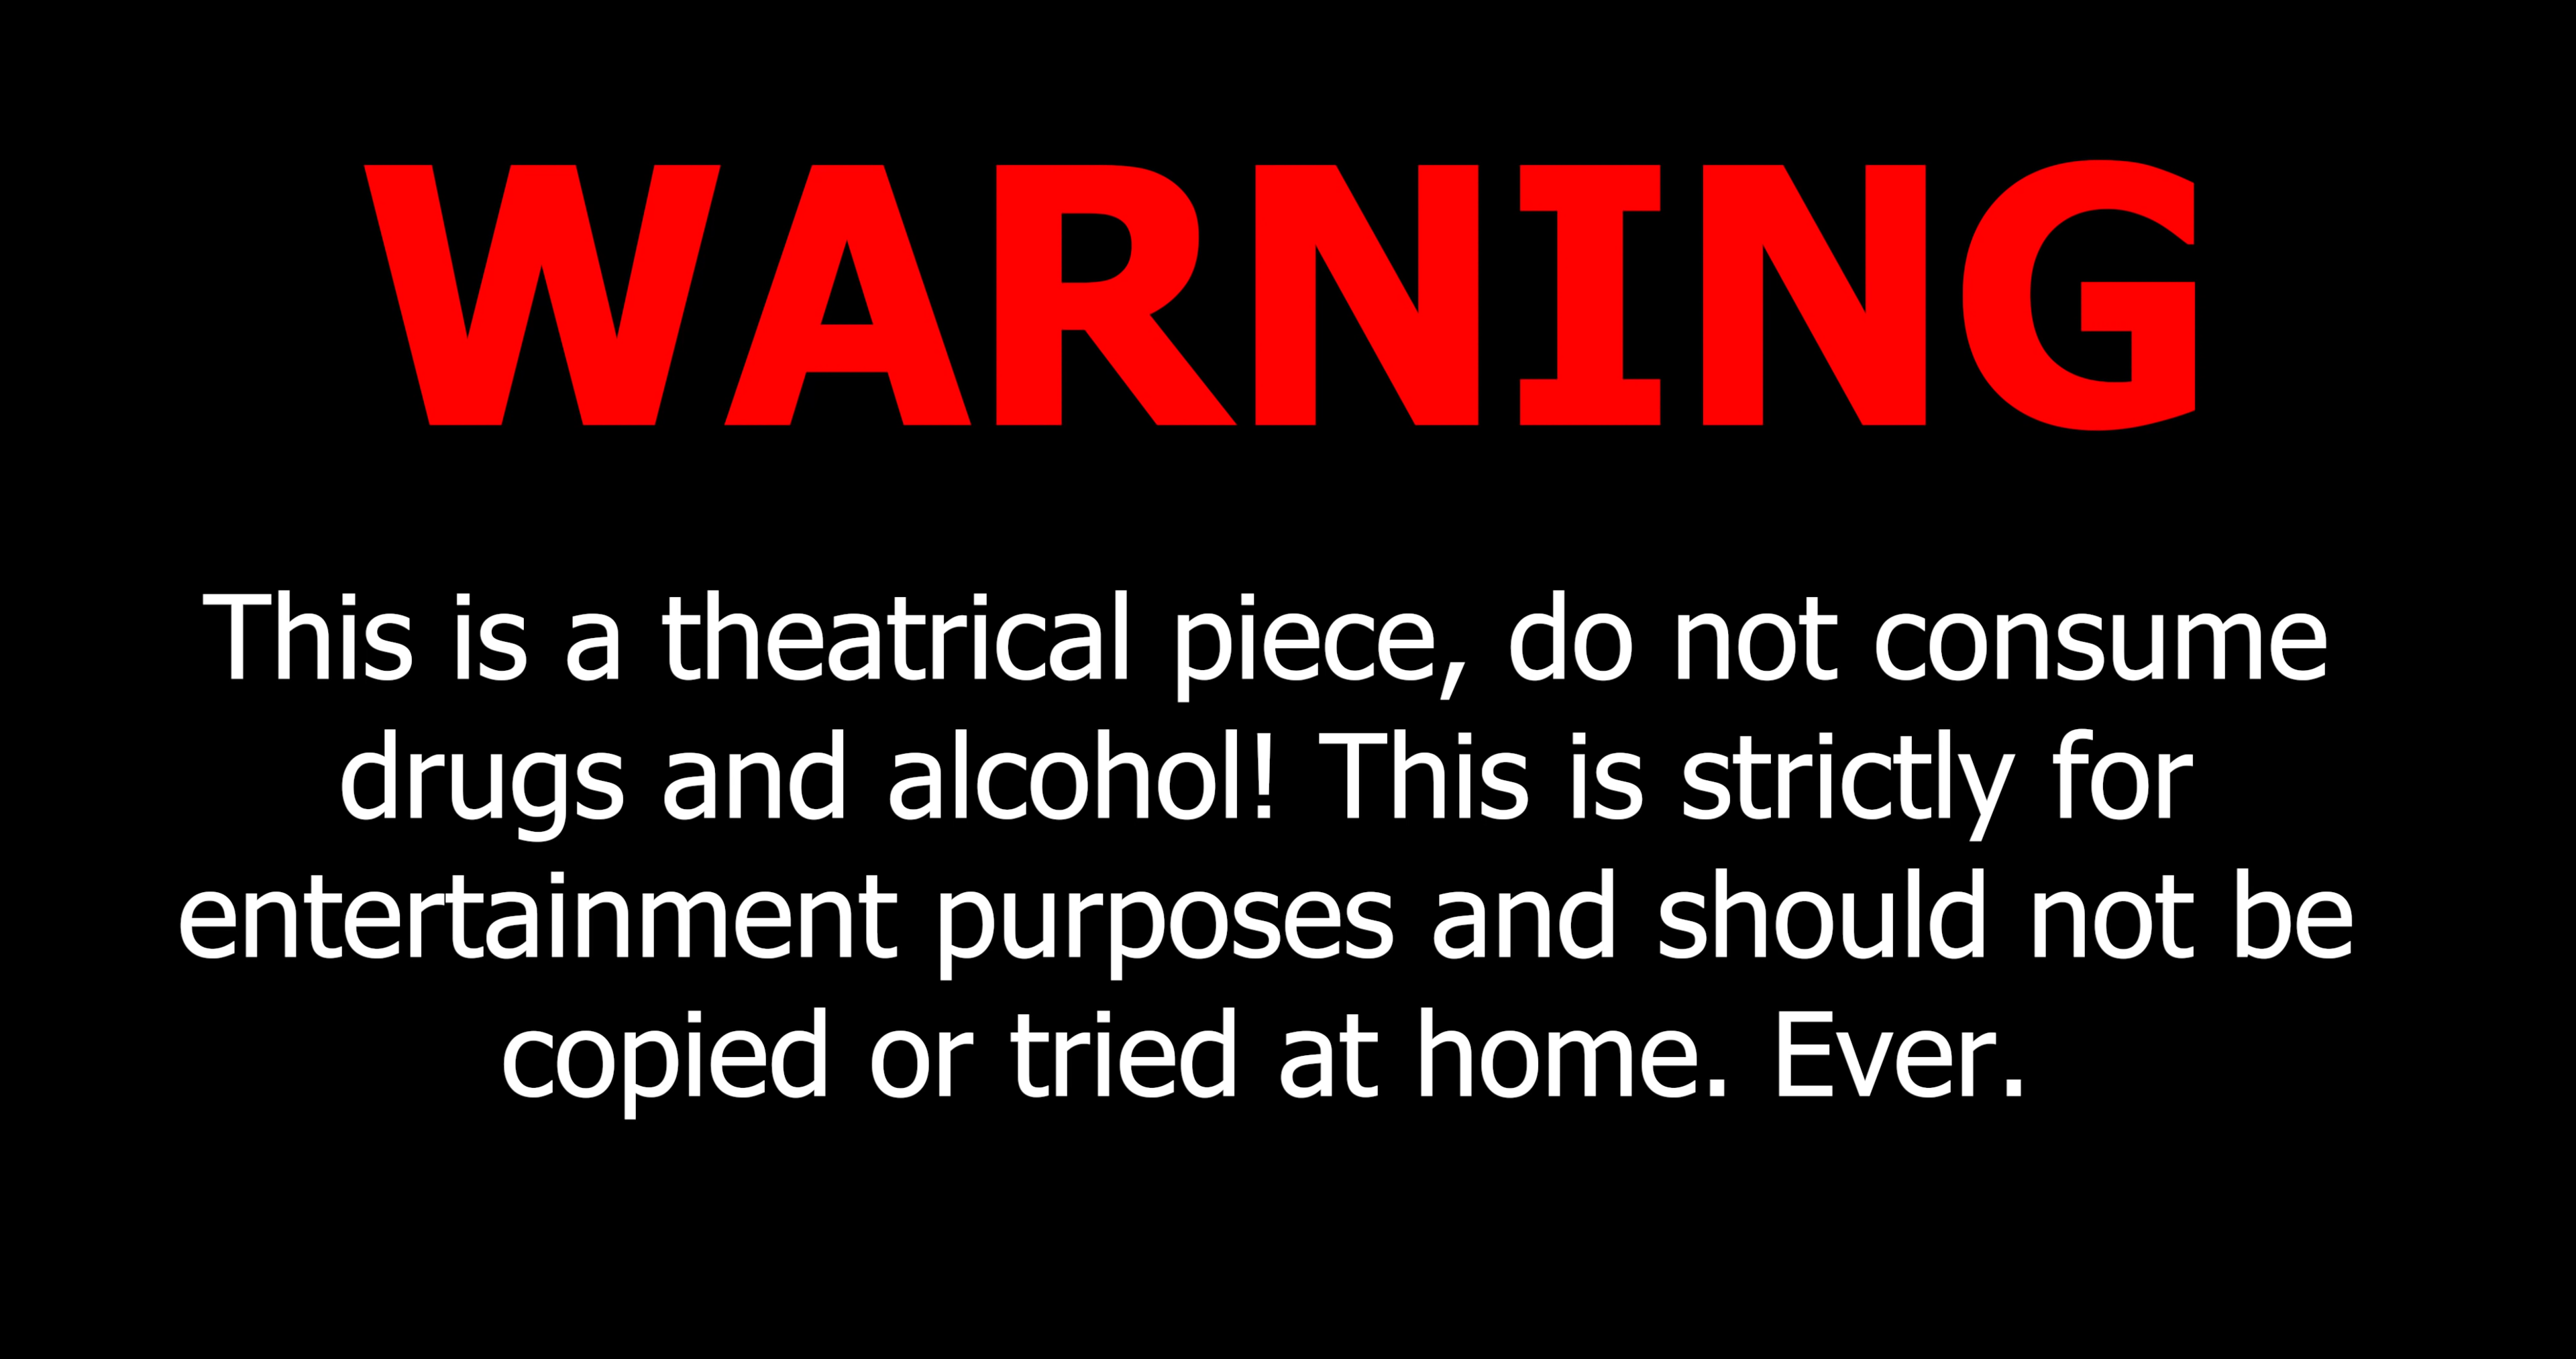 WARNING
This is a theatrical piece, do not consume
drugs and alcohol! This is strictly for
entertainment purposes and should not be
copied or tried at home. Ever.